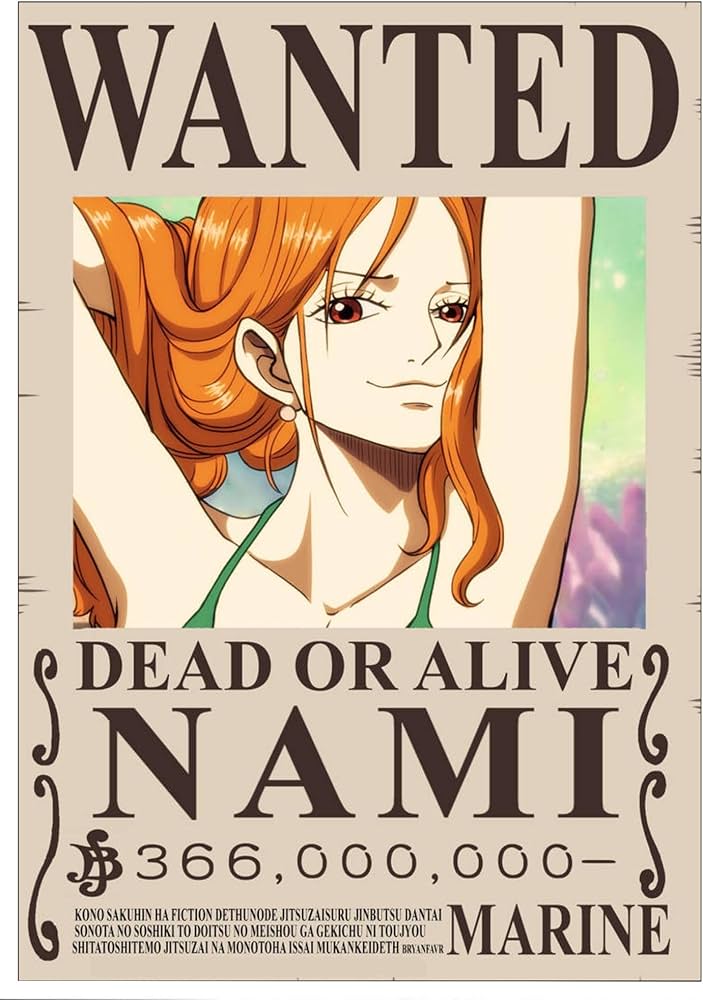 WANTED
DEAD OR ALIVE
NAMI
366,000,000-
KONO SAKUHIN HA FICTION DETHUNODE JITSUZAISURU JINBUTSU DANTAI
SONOTA NO SOSHIKI TO DOITSU NO MEISHOU GA GEKICHU NI TOUJYOU
SHITATOSHITEMO JITSUZAI NA MONOTOHA ISSAI MUKANKEIDETH BRYANFAVR
MARINE